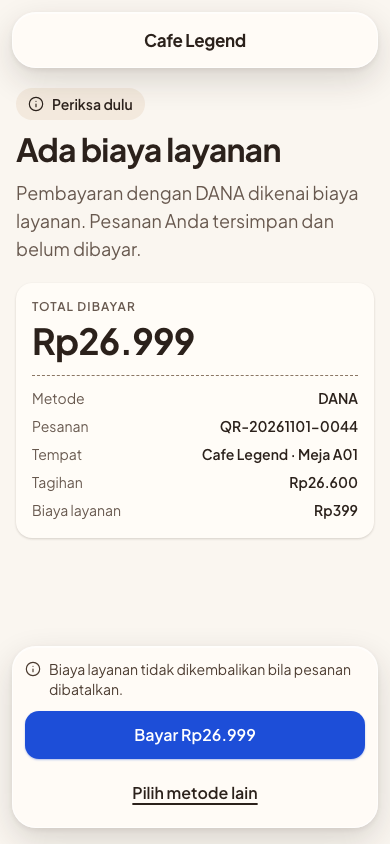 Cafe Legend
Periksa dulu
Ada biaya layanan
Pembayaran dengan DANA dikenai biaya
layanan. Pesanan Anda tersimpan dan
belum dibayar.
TOTAL DIBAYAR
Rp26.999
Metode DANA
Pesanan QR-20261101-0044
Tempat Cafe Legend · Meja A01
Tagihan Rp26.600
Biaya layanan Rp399
Biaya layanan tidak dikembalikan bila pesanan
dibatalkan.
Bayar Rp26.999
Pilih metode lain